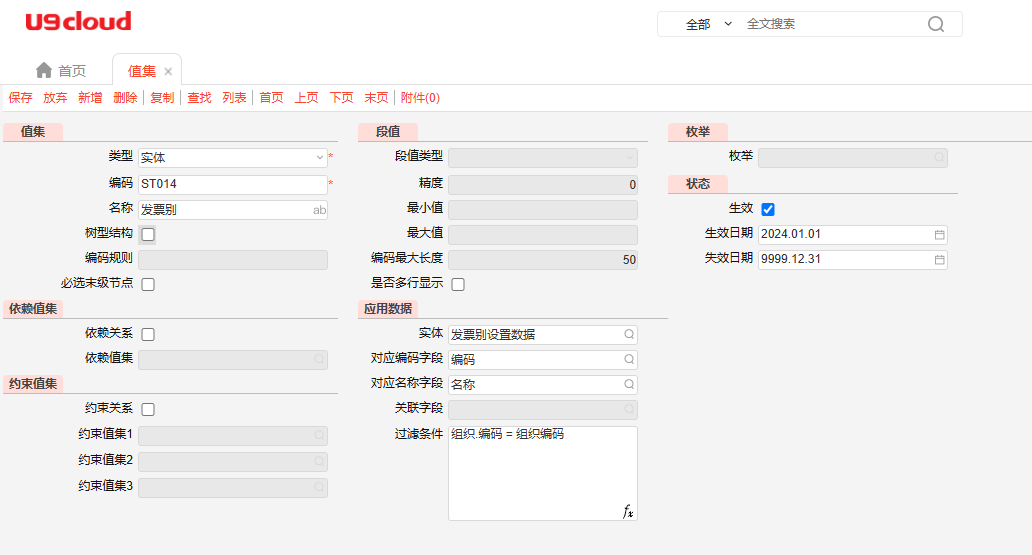 U9cloud
全部 全文搜索
首页 值集 ×
保存 放弃 新增 删除 复制 查找 列表 首页 上页 下页 末页 附件(0)
值集 段值 枚举
类型 实体 * 段值类型 枚举
编码 ST014 * 精度 0 状态
名称 发票别 ab 最小值 生效
树型结构 最大值 生效日期 2024.01.01
编码规则 编码最大长度 50 失效日期 9999.12.31
必选末级节点 是否多行显示
依赖值集 应用数据
依赖关系 实体 发票别设置数据
依赖值集 对应编码字段 编码
约束值集 对应名称字段 名称
约束关系 关联字段
约束值集1 过滤条件 组织.编码 = 组织编码
约束值集2
约束值集3
fx